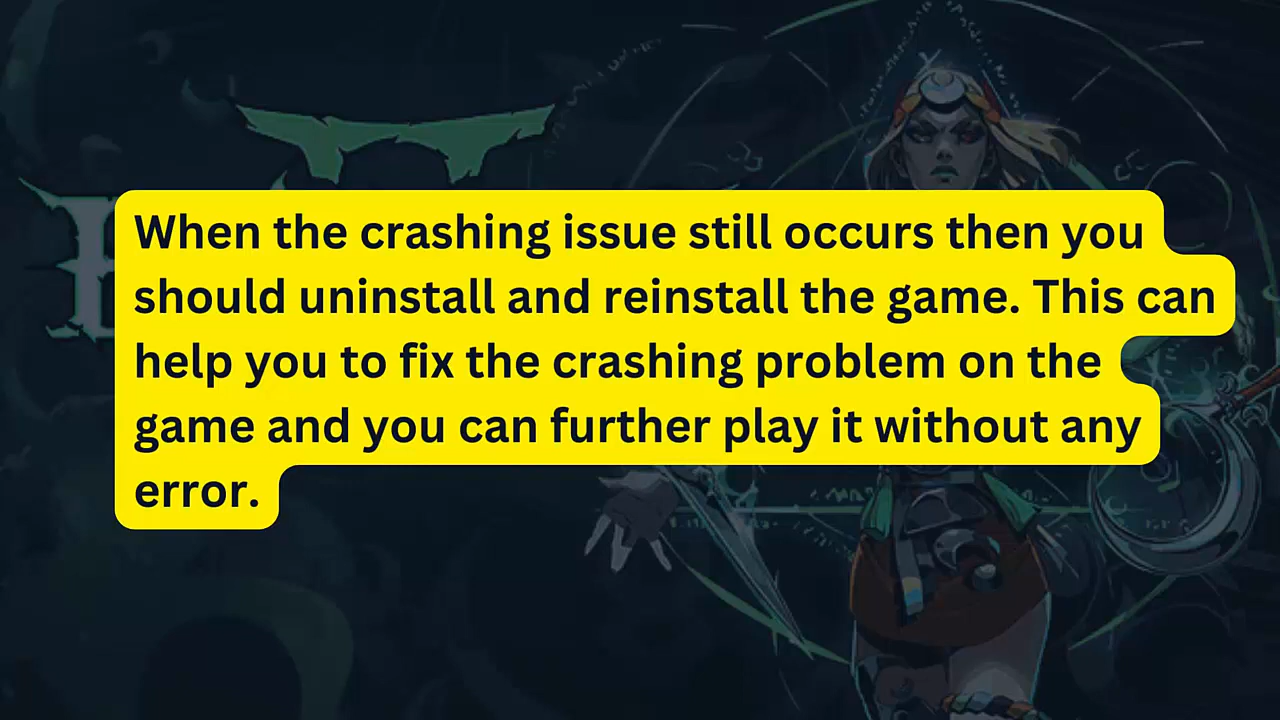 When the crashing issue still occurs then you
should uninstall and reinstall the game. This can
help you to fix the crashing problem on the
game and you can further play it without any
error.